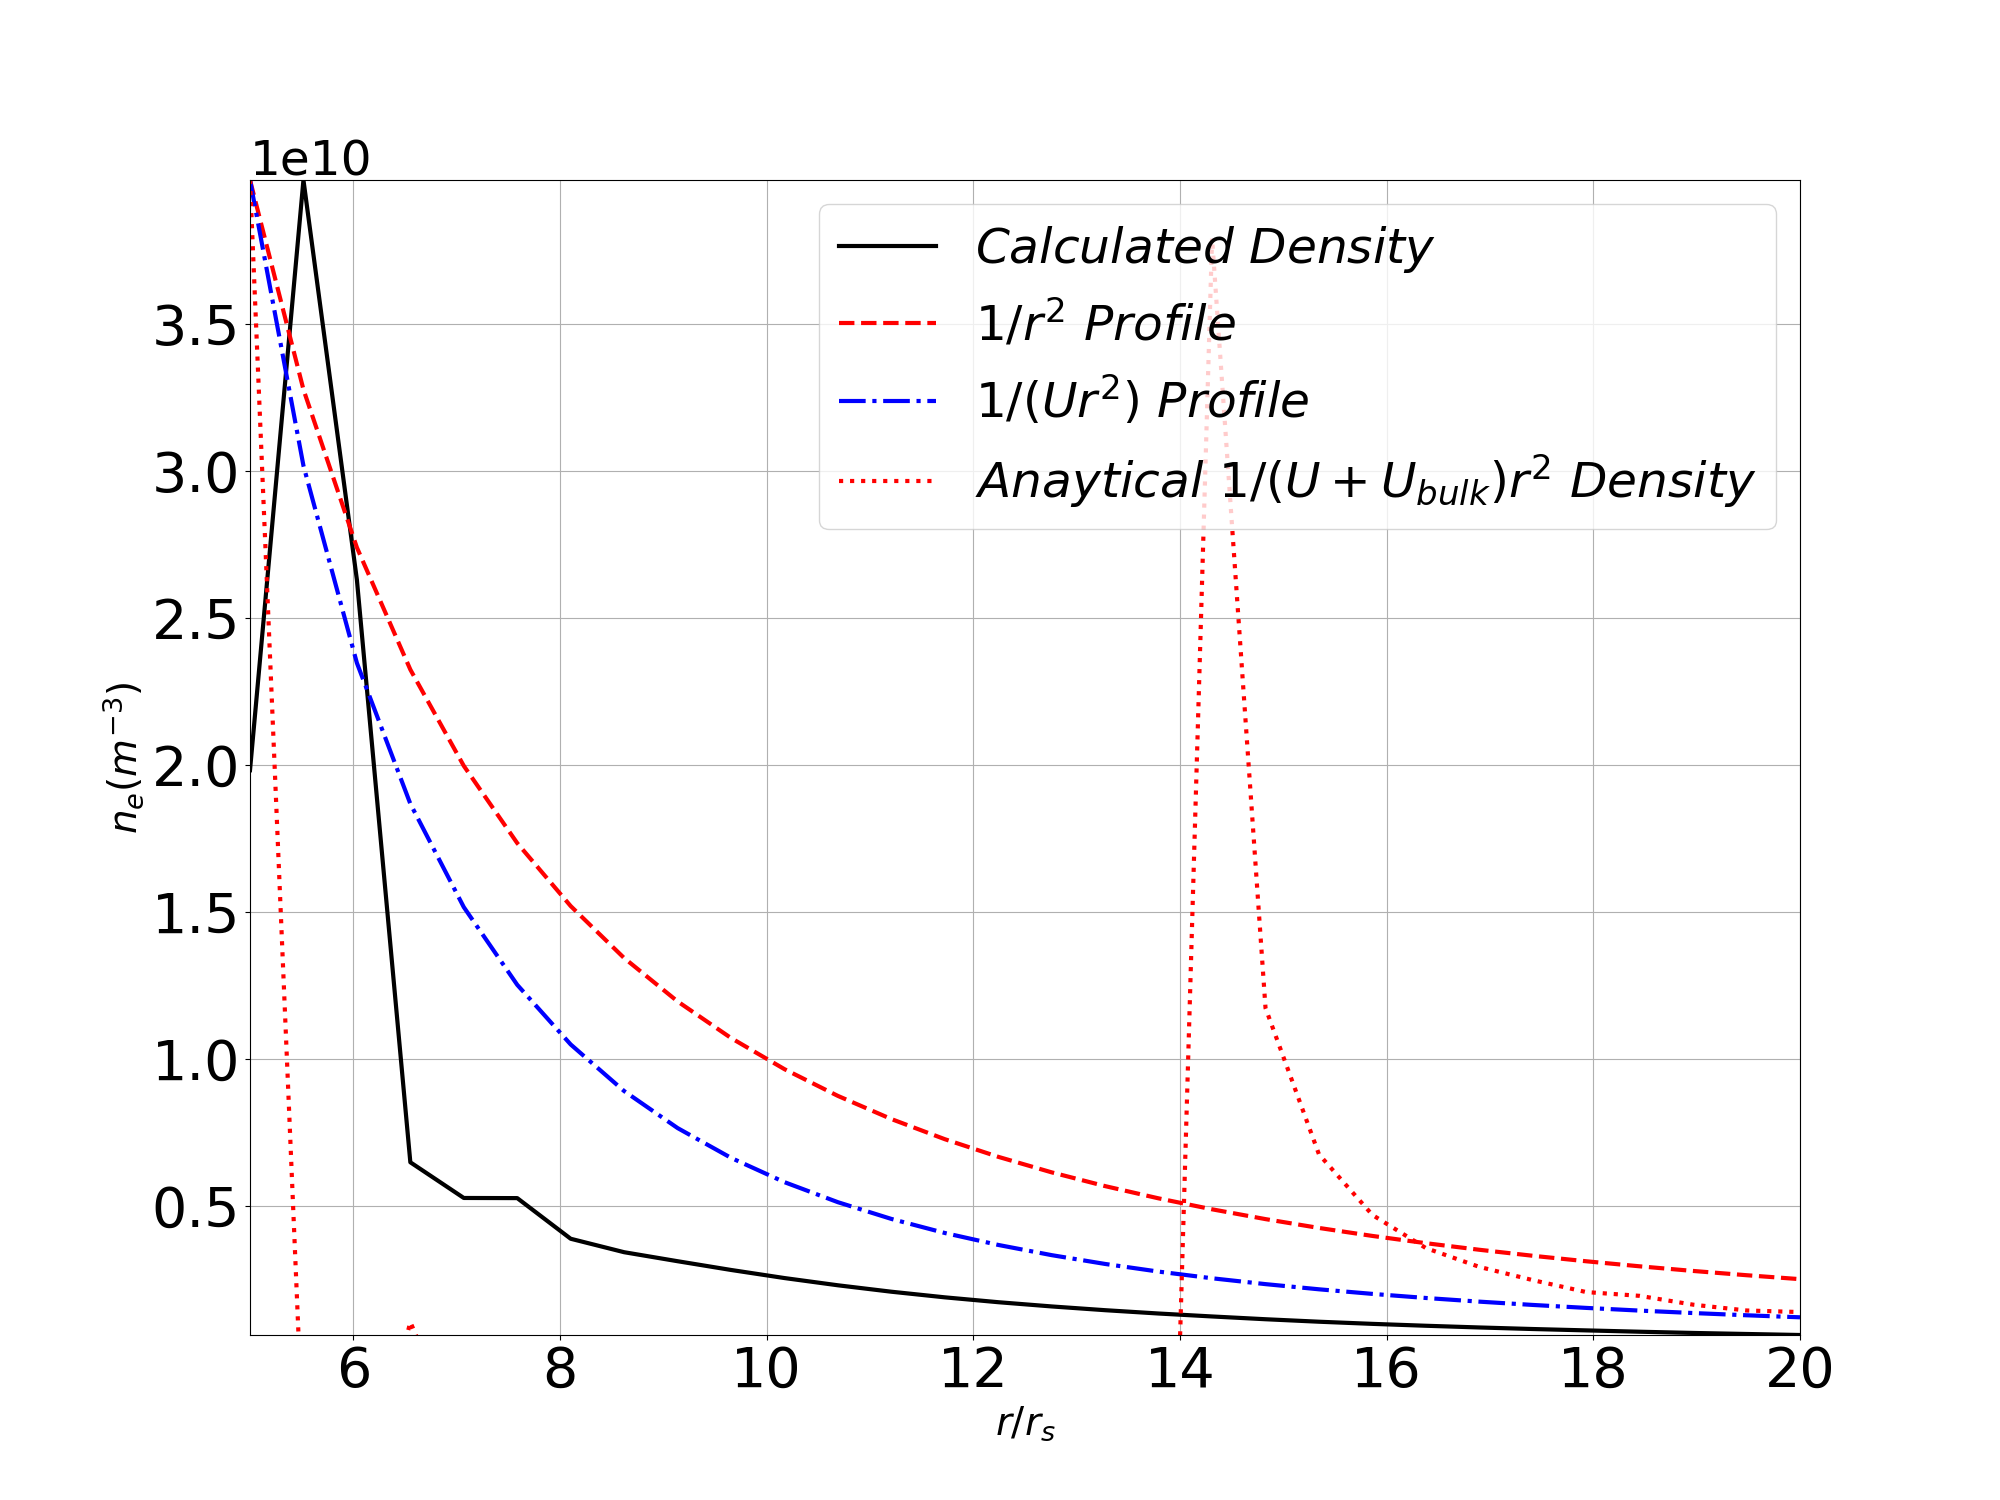 1e10
Calculated Density
1/r² Profile
1/(Ur²) Profile
Anaytical 1/(U + U_{bulk})r² Density
3.5
3.0
2.5
2.0
1.5
1.0
0.5
n_e(m⁻³)
6 8 10 12 14 16 18 20
r/r_s